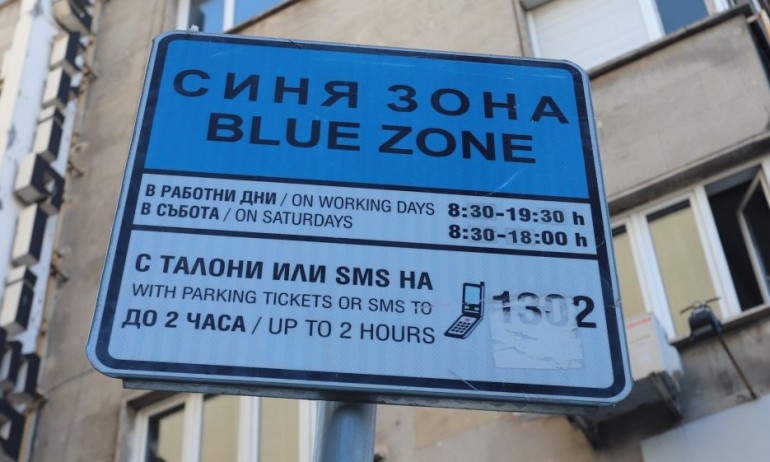 СИНЯ ЗОНА
BLUE ZONE
В РАБОТНИ ДНИ / ON WORKING DAYS 8:30-19:30 h
В СЪБОТА / ON SATURDAYS 8:30-18:00 h
С ТАЛОНИ ИЛИ SMS НА
WITH PARKING TICKETS OR SMS TO 1302
ДО 2 ЧАСА / UP TO 2 HOURS